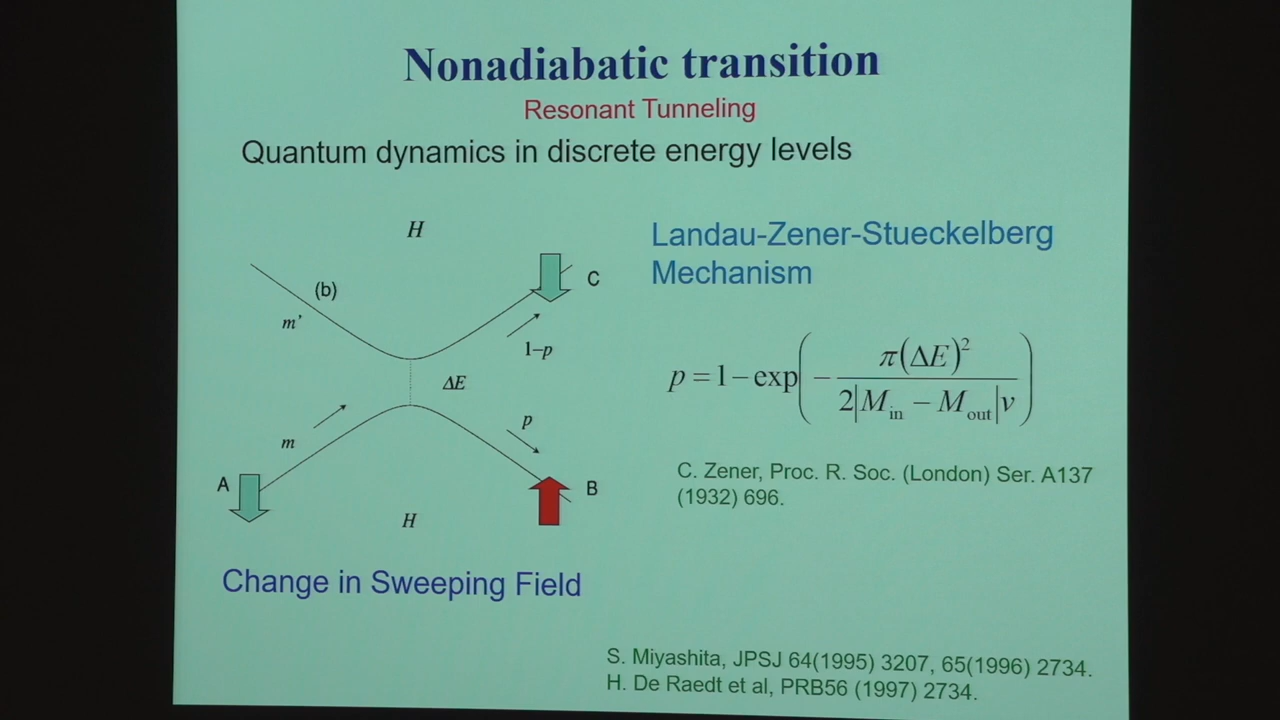 Nonadiabatic transition
Resonant Tunneling
Quantum dynamics in discrete energy levels
H
(b)
m'
C
1–p
ΔE
m
p
A
B
H
Landau-Zener-Stueckelberg
Mechanism
p = 1 − exp( − π(ΔE)² / 2|M_in − M_out|v )
C. Zener, Proc. R. Soc. (London) Ser. A137
(1932) 696.
Change in Sweeping Field
S. Miyashita, JPSJ 64(1995) 3207, 65(1996) 2734.
H. De Raedt et al, PRB56 (1997) 2734.